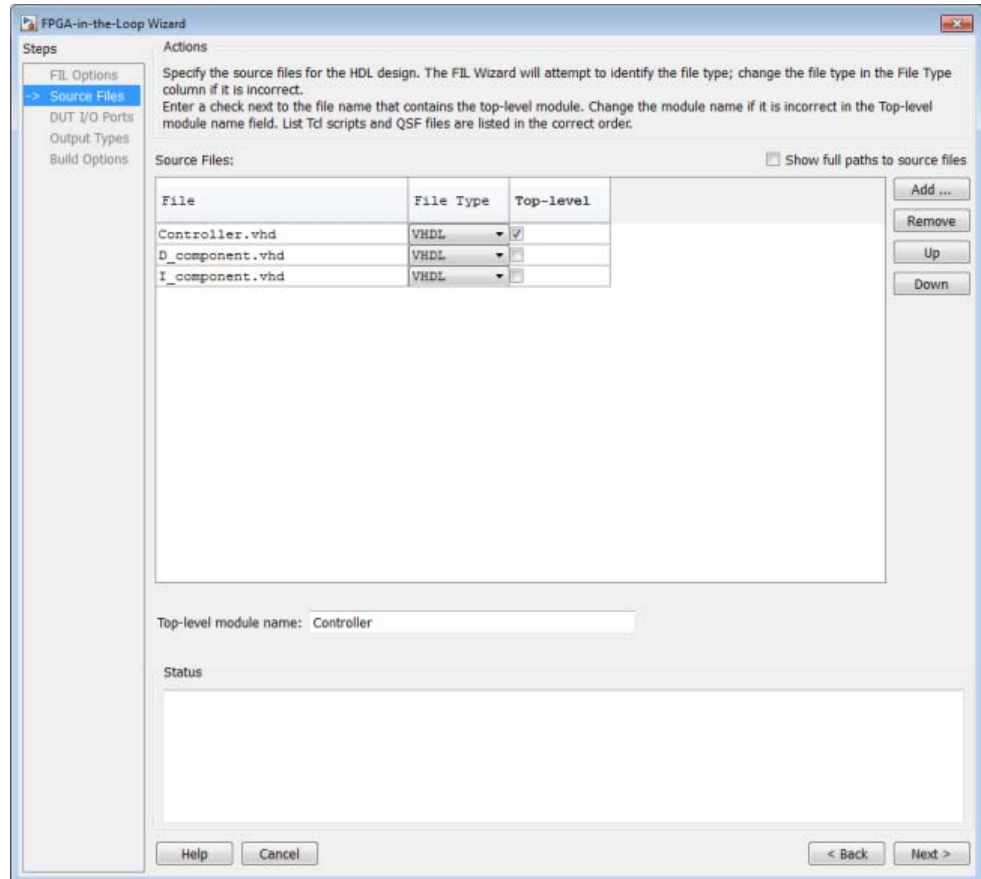 FPGA-in-the-Loop Wizard
Steps
FIL Options
-> Source Files
DUT I/O Ports
Output Types
Build Options
Actions
Specify the source files for the HDL design. The FIL Wizard will attempt to identify the file type; change the file type in the File Type
column if it is incorrect.
Enter a check next to the file name that contains the top-level module. Change the module name if it is incorrect in the Top-level
module name field. List Tcl scripts and QSF files are listed in the correct order.
Source Files:
Show full paths to source files
File File Type Top-level
Controller.vhd VHDL
D_component.vhd VHDL
I_component.vhd VHDL
Add ...
Remove
Up
Down
Top-level module name: Controller
Status
Help Cancel < Back Next >